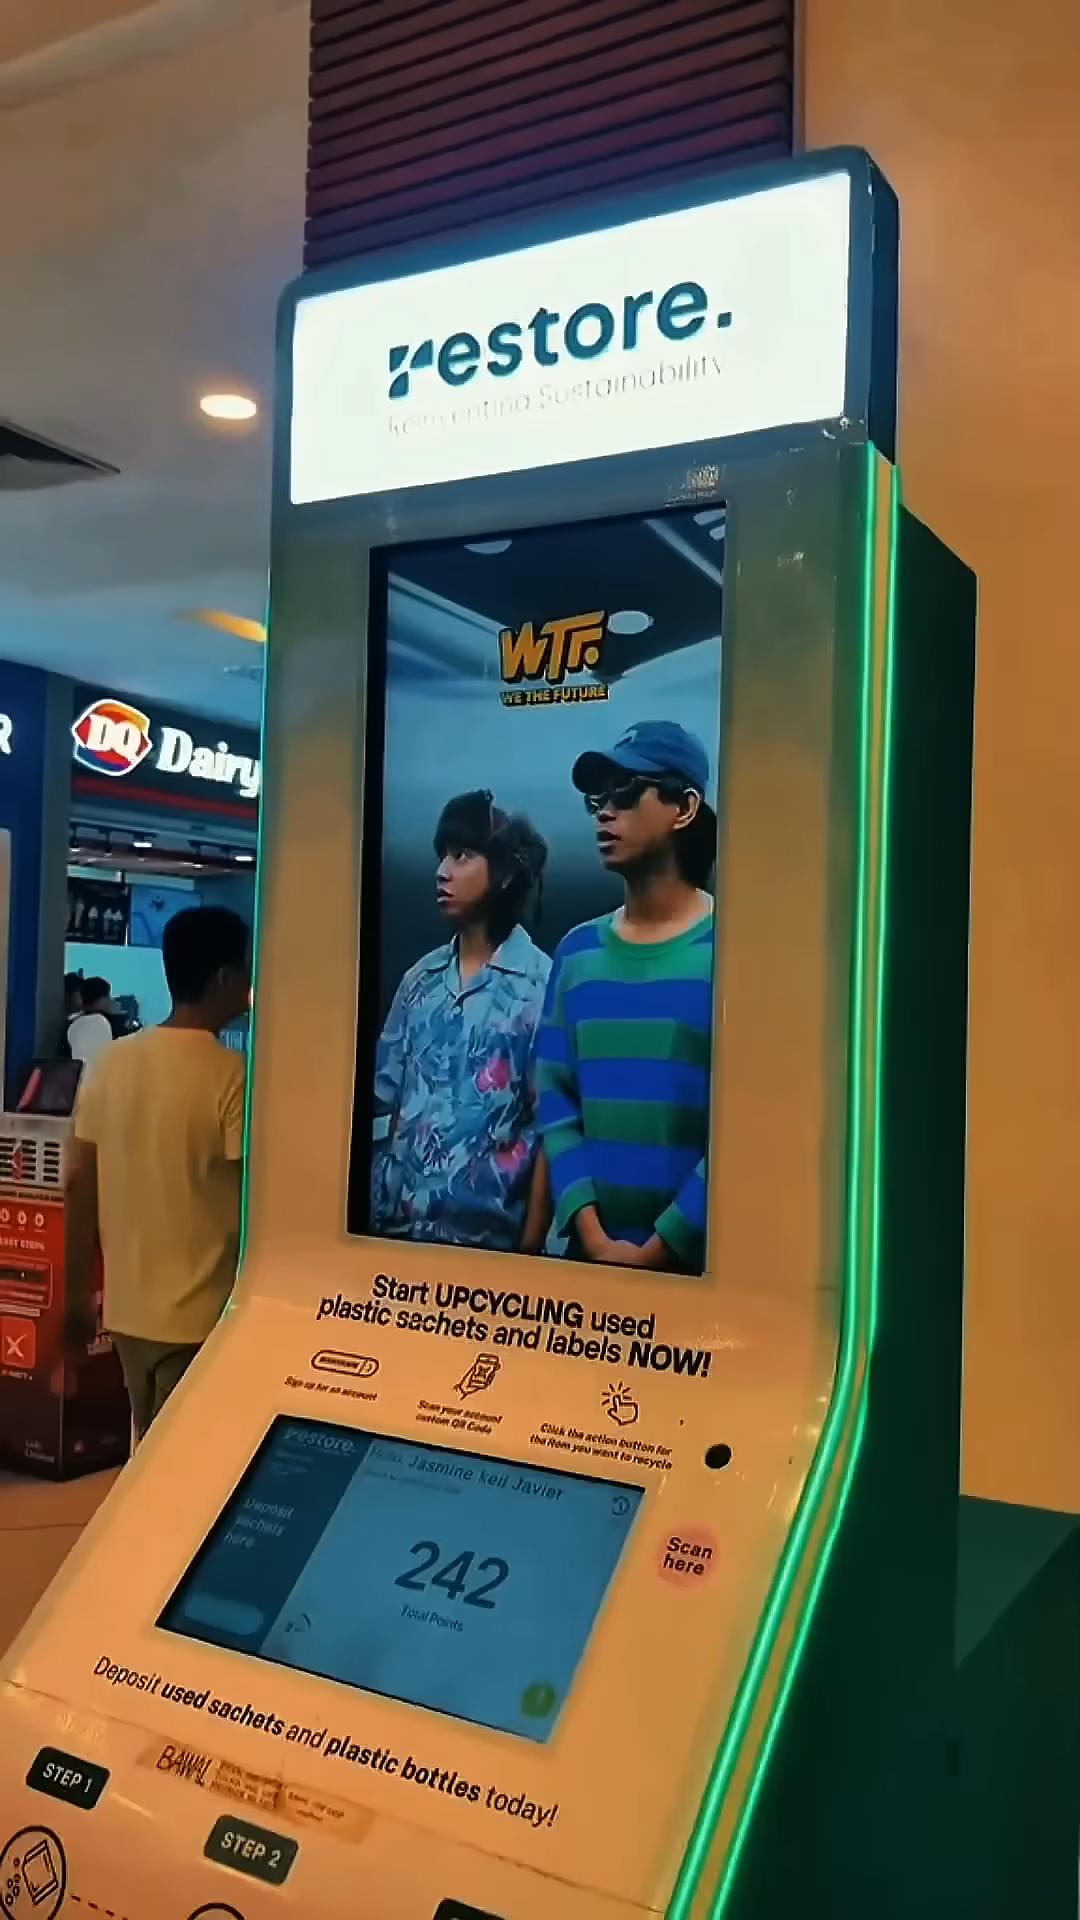 restore.
Reinventing Sustainability
WTF.
WE THE FUTURE
R
DQ Dairy
Start UPCYCLING used
plastic sachets and labels NOW!
Sign up for an account
Scan your account
custom QR Code
Click the action button for
the item you want to recycle
restore.
Jasmine keil Javier
Deposit
sachets
here
242
Total Points
Scan
here
Deposit used sachets and plastic bottles today!
BAWAL
STEP 1
STEP 2